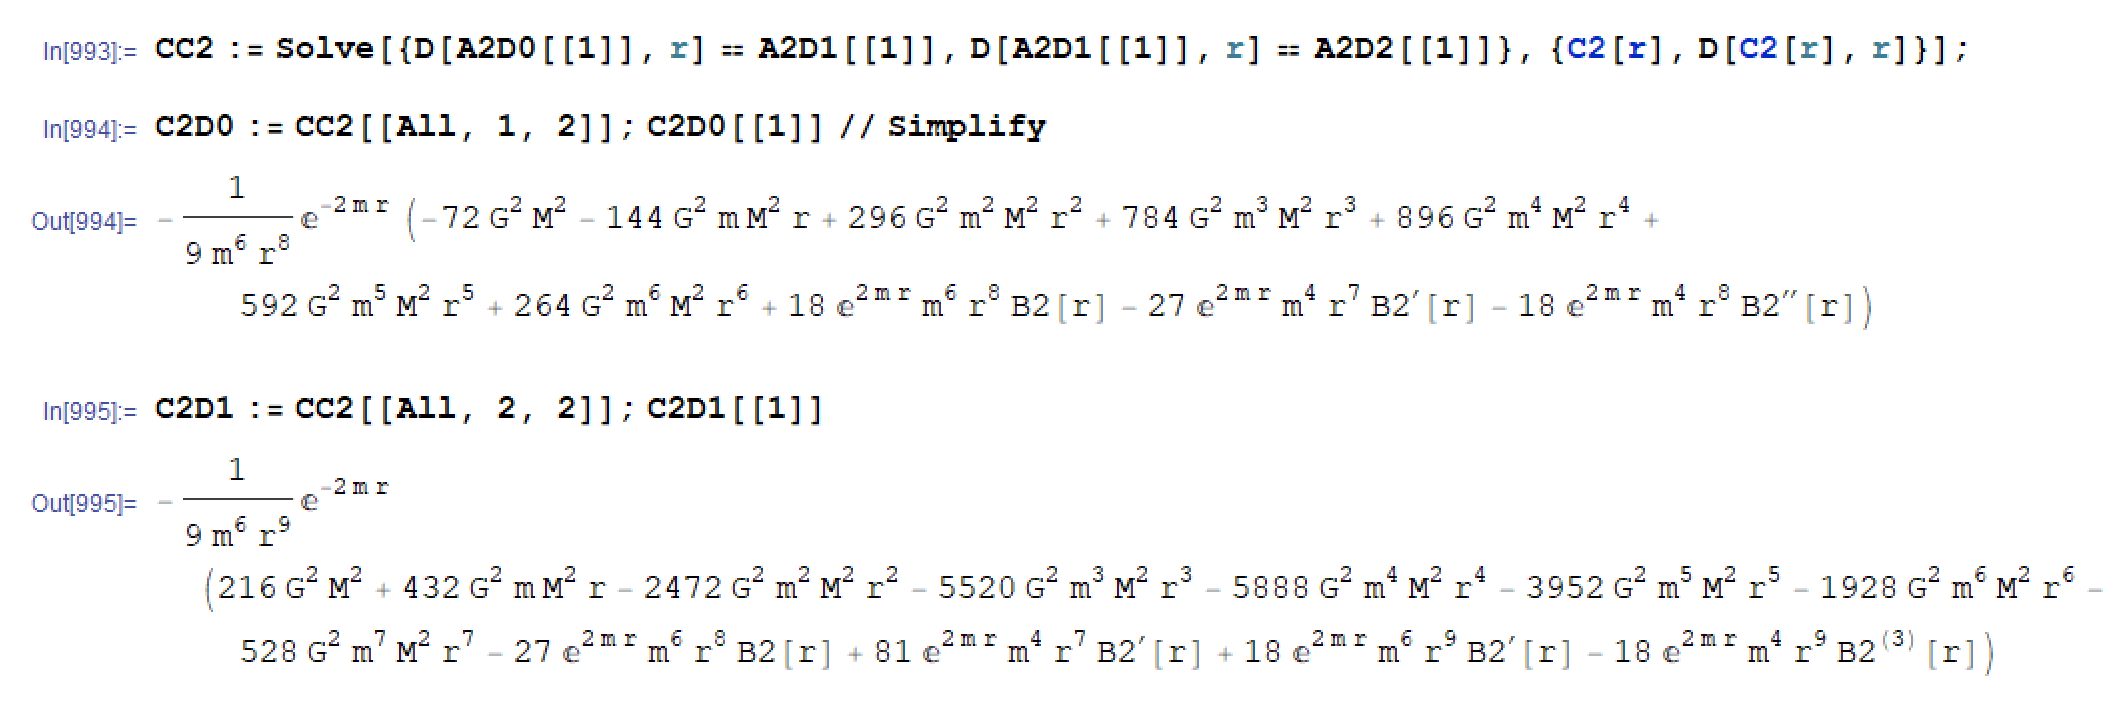 In[993]:= CC2 := Solve[{D[A2D0[[1]], r] == A2D1[[1]], D[A2D1[[1]], r] == A2D2[[1]]}, {C2[r], D[C2[r], r]}];
In[994]:= C2D0 := CC2[[All, 1, 2]]; C2D0[[1]] // Simplify
Out[994]= - 1/(9 m^6 r^8) e^(-2 m r) (-72 G^2 M^2 - 144 G^2 m M^2 r + 296 G^2 m^2 M^2 r^2 + 784 G^2 m^3 M^2 r^3 + 896 G^2 m^4 M^2 r^4 +
592 G^2 m^5 M^2 r^5 + 264 G^2 m^6 M^2 r^6 + 18 e^(2 m r) m^6 r^8 B2[r] - 27 e^(2 m r) m^4 r^7 B2′[r] - 18 e^(2 m r) m^4 r^8 B2′′[r])
In[995]:= C2D1 := CC2[[All, 2, 2]]; C2D1[[1]]
Out[995]= - 1/(9 m^6 r^9) e^(-2 m r)
(216 G^2 M^2 + 432 G^2 m M^2 r - 2472 G^2 m^2 M^2 r^2 - 5520 G^2 m^3 M^2 r^3 - 5888 G^2 m^4 M^2 r^4 - 3952 G^2 m^5 M^2 r^5 - 1928 G^2 m^6 M^2 r^6 -
528 G^2 m^7 M^2 r^7 - 27 e^(2 m r) m^6 r^8 B2[r] + 81 e^(2 m r) m^4 r^7 B2′[r] + 18 e^(2 m r) m^6 r^9 B2′[r] - 18 e^(2 m r) m^4 r^9 B2^(3)[r])